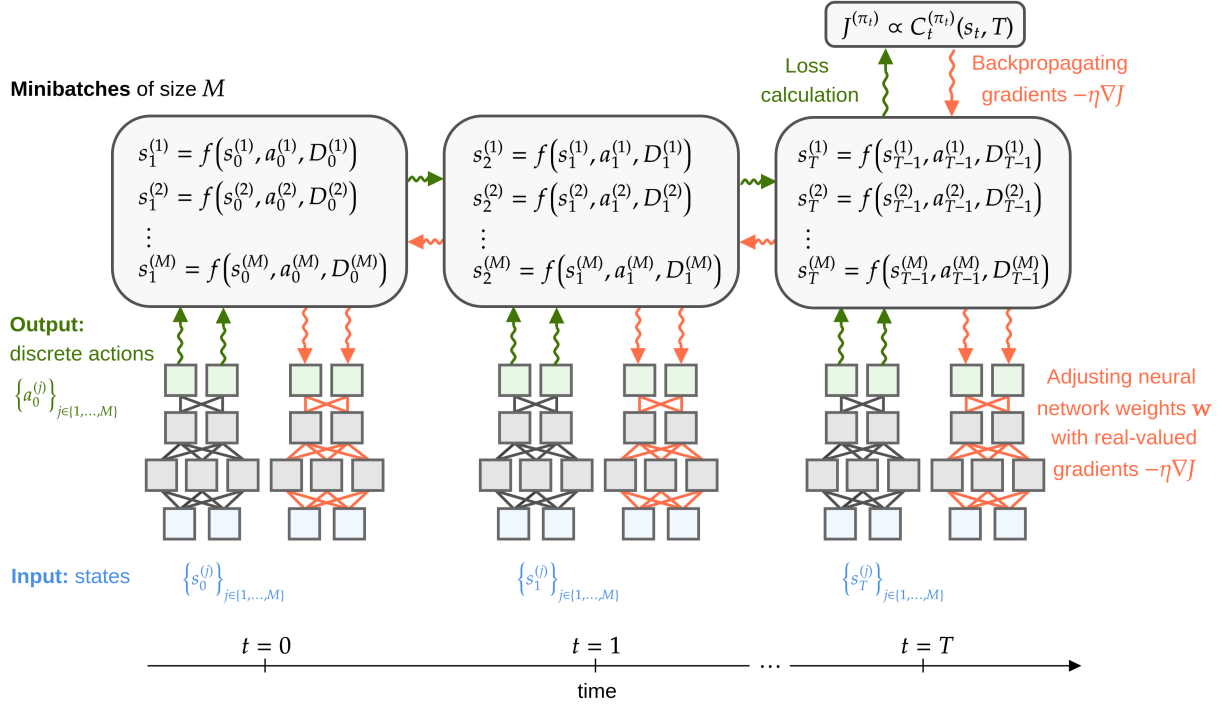 J^{(π_t)} ∝ C_t^{(π_t)}(s_t, T)
Loss
calculation
Backpropagating
gradients −η∇J
Minibatches of size M
s_1^{(1)} = f(s_0^{(1)}, a_0^{(1)}, D_0^{(1)})
s_1^{(2)} = f(s_0^{(2)}, a_0^{(2)}, D_0^{(2)})
⋮
s_1^{(M)} = f(s_0^{(M)}, a_0^{(M)}, D_0^{(M)})
s_2^{(1)} = f(s_1^{(1)}, a_1^{(1)}, D_1^{(1)})
s_2^{(2)} = f(s_1^{(2)}, a_1^{(2)}, D_1^{(2)})
⋮
s_2^{(M)} = f(s_1^{(M)}, a_1^{(M)}, D_1^{(M)})
s_T^{(1)} = f(s_{T−1}^{(1)}, a_{T−1}^{(1)}, D_{T−1}^{(1)})
s_T^{(2)} = f(s_{T−1}^{(2)}, a_{T−1}^{(2)}, D_{T−1}^{(2)})
⋮
s_T^{(M)} = f(s_{T−1}^{(M)}, a_{T−1}^{(M)}, D_{T−1}^{(M)})
Output:
discrete actions
{a_0^{(j)}}_{j∈{1,…,M}}
Adjusting neural
network weights w
with real-valued
gradients −η∇J
Input: states
{s_0^{(j)}}_{j∈{1,…,M}}
{s_1^{(j)}}_{j∈{1,…,M}}
{s_T^{(j)}}_{j∈{1,…,M}}
t = 0
t = 1
...
t = T
time